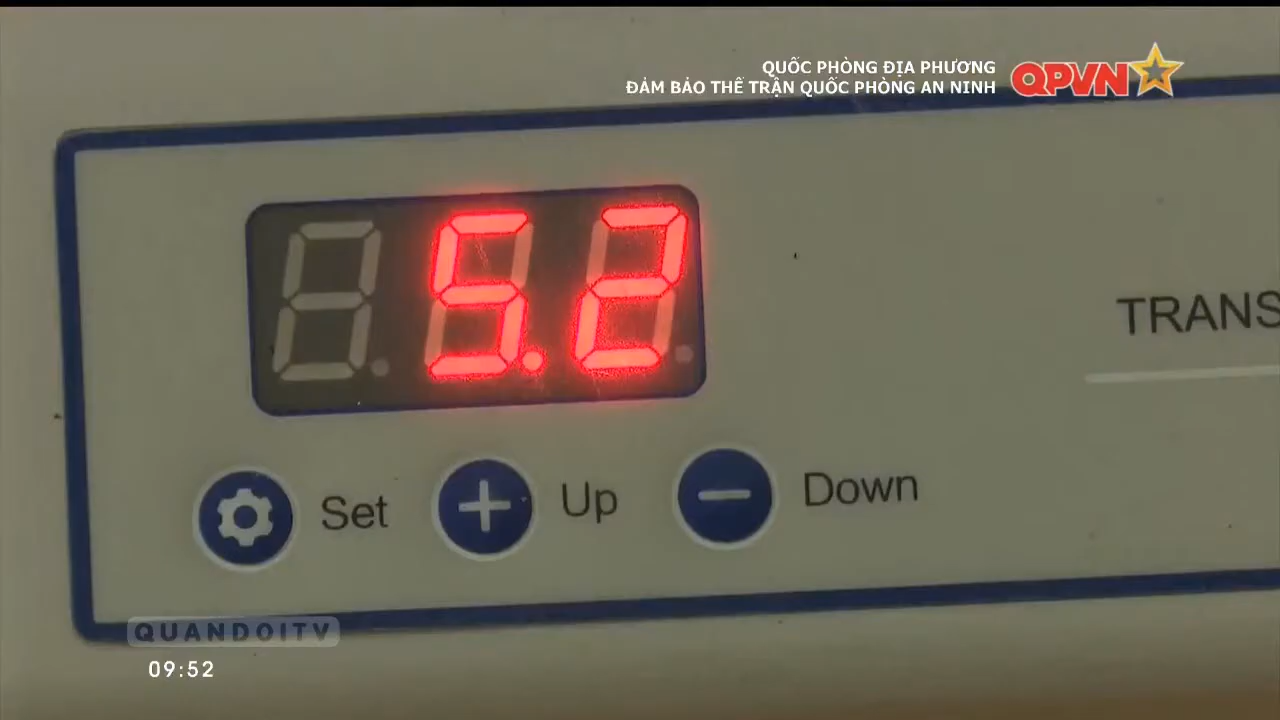 QUỐC PHÒNG ĐỊA PHƯƠNG
ĐẢM BẢO THẾ TRẬN QUỐC PHÒNG AN NINH
QPVN
5.2
TRANS
Set
Up
Down
QUANDOITV
09:52